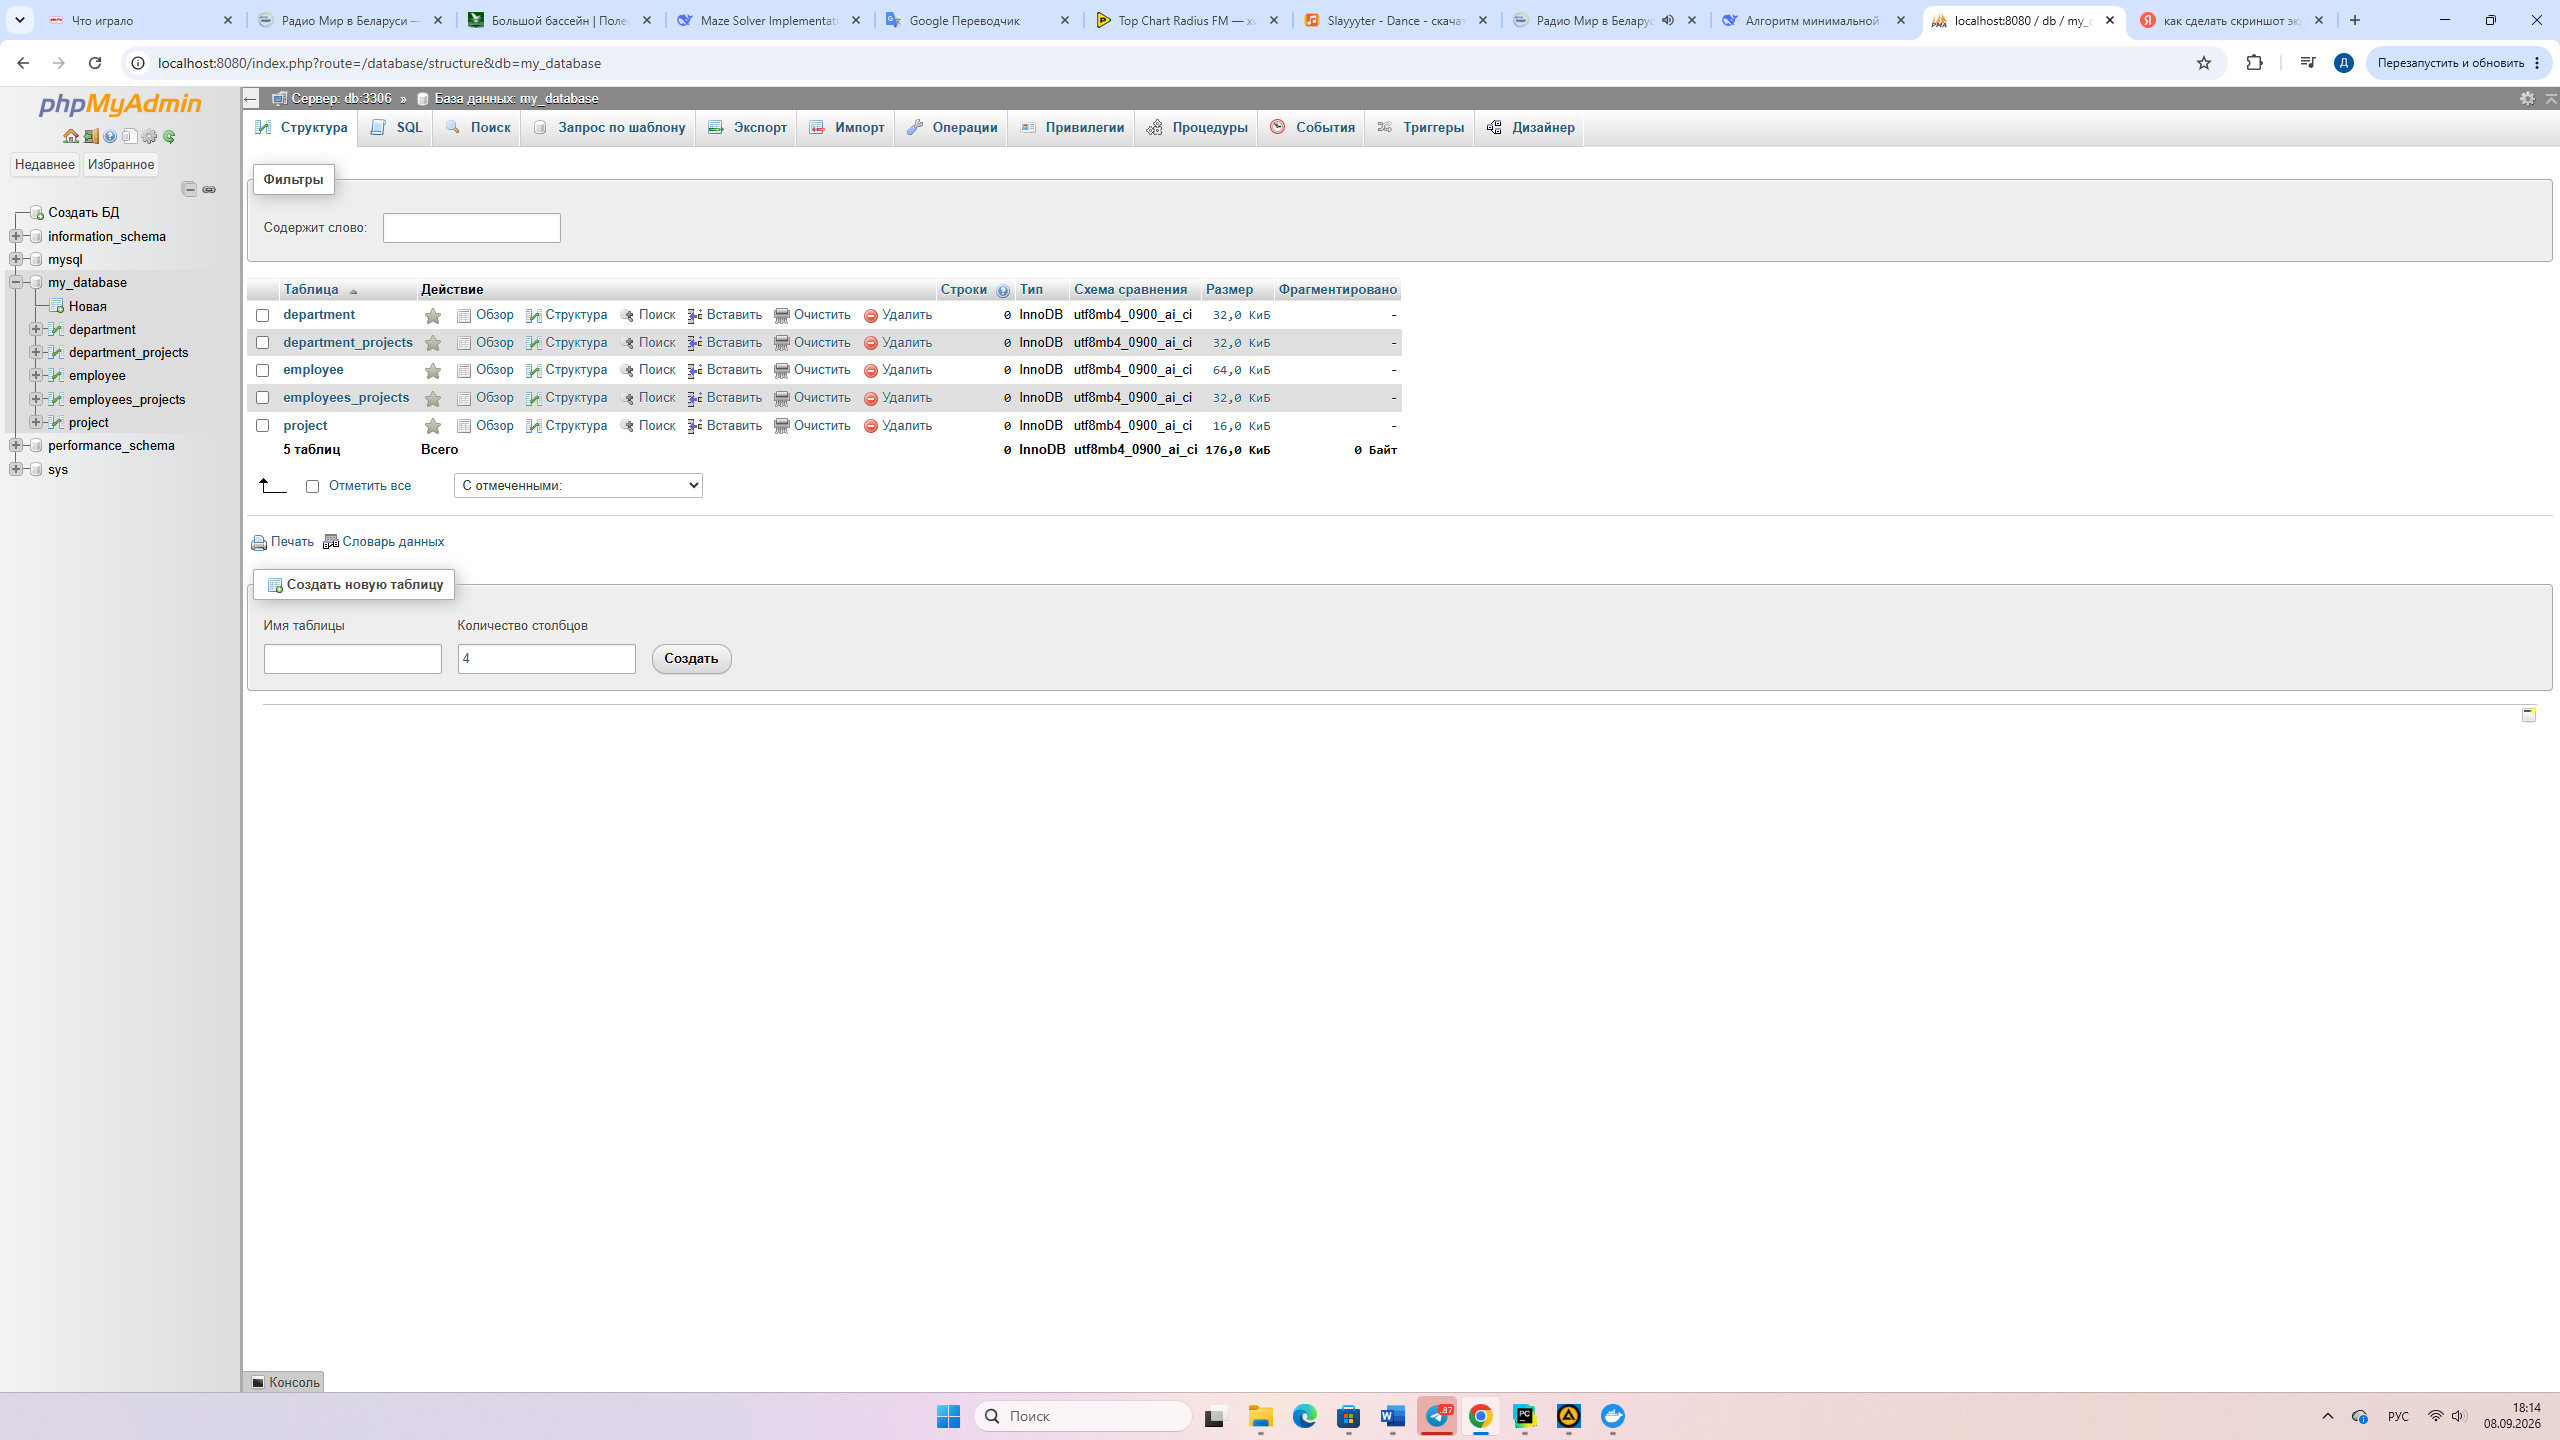 Что играло
Радио Мир в Беларуси —
Большой бассейн | Поле
Maze Solver Implementati
Google Переводчик
Top Chart Radius FM — х
Slayyyter - Dance - скачат
Радио Мир в Беларус
Алгоритм минимальной
localhost:8080 / db / my_
как сделать скриншот эк
localhost:8080/index.php?route=/database/structure&db=my_database
Д
Перезапустить и обновить
phpMyAdmin
Недавнее
Избранное
Создать БД
information_schema
mysql
my_database
Новая
department
department_projects
employee
employees_projects
project
performance_schema
sys
Сервер: db:3306 » База данных: my_database
Структура SQL Поиск Запрос по шаблону Экспорт Импорт Операции Привилегии Процедуры События Триггеры Дизайнер
Фильтры
Содержит слово:
Таблица Действие Строки Тип Схема сравнения Размер Фрагментировано
department Обзор Структура Поиск Вставить Очистить Удалить 0 InnoDB utf8mb4_0900_ai_ci 32,0 КиБ -
department_projects Обзор Структура Поиск Вставить Очистить Удалить 0 InnoDB utf8mb4_0900_ai_ci 32,0 КиБ -
employee Обзор Структура Поиск Вставить Очистить Удалить 0 InnoDB utf8mb4_0900_ai_ci 64,0 КиБ -
employees_projects Обзор Структура Поиск Вставить Очистить Удалить 0 InnoDB utf8mb4_0900_ai_ci 32,0 КиБ -
project Обзор Структура Поиск Вставить Очистить Удалить 0 InnoDB utf8mb4_0900_ai_ci 16,0 КиБ -
5 таблиц Всего 0 InnoDB utf8mb4_0900_ai_ci 176,0 КиБ 0 Байт
Отметить все С отмеченными:
Печать Словарь данных
Создать новую таблицу
Имя таблицы Количество столбцов
4 Создать
Консоль
Поиск
87
РУС
18:14
08.09.2026